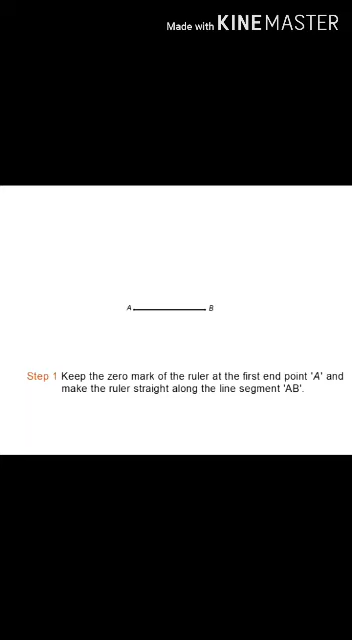 Made with KINEMASTER
A B
Step 1 Keep the zero mark of the ruler at the first end point 'A' and
make the ruler straight along the line segment 'AB'.